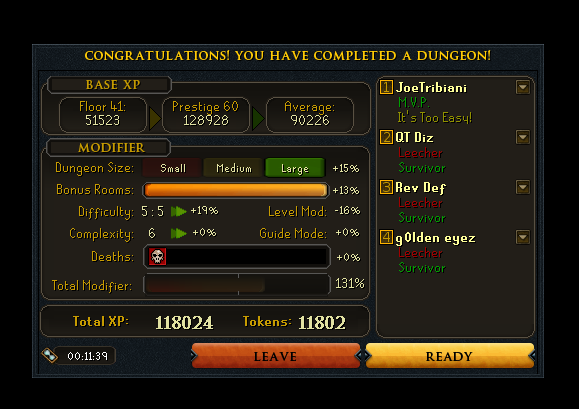 CONGRATULATIONS! YOU HAVE COMPLETED A DUNGEON!
BASE XP
Floor 41: Prestige 60 Average:
51523 128928 90226
MODIFIER
Dungeon Size: Small Medium Large +15%
Bonus Rooms: +13%
Difficulty: 5 : 5 +19% Level Mod: -16%
Complexity: 6 +0% Guide Mode: +0%
Deaths: +0%
Total Modifier: 131%
Total XP: 118024 Tokens: 11802
00:11:39
LEAVE
READY
1 JoeTribiani
M.V.P.
It's Too Easy!
2 QT Diz
Leecher
Survivor
3 Rev Def
Leecher
Survivor
4 g0lden eyez
Leecher
Survivor